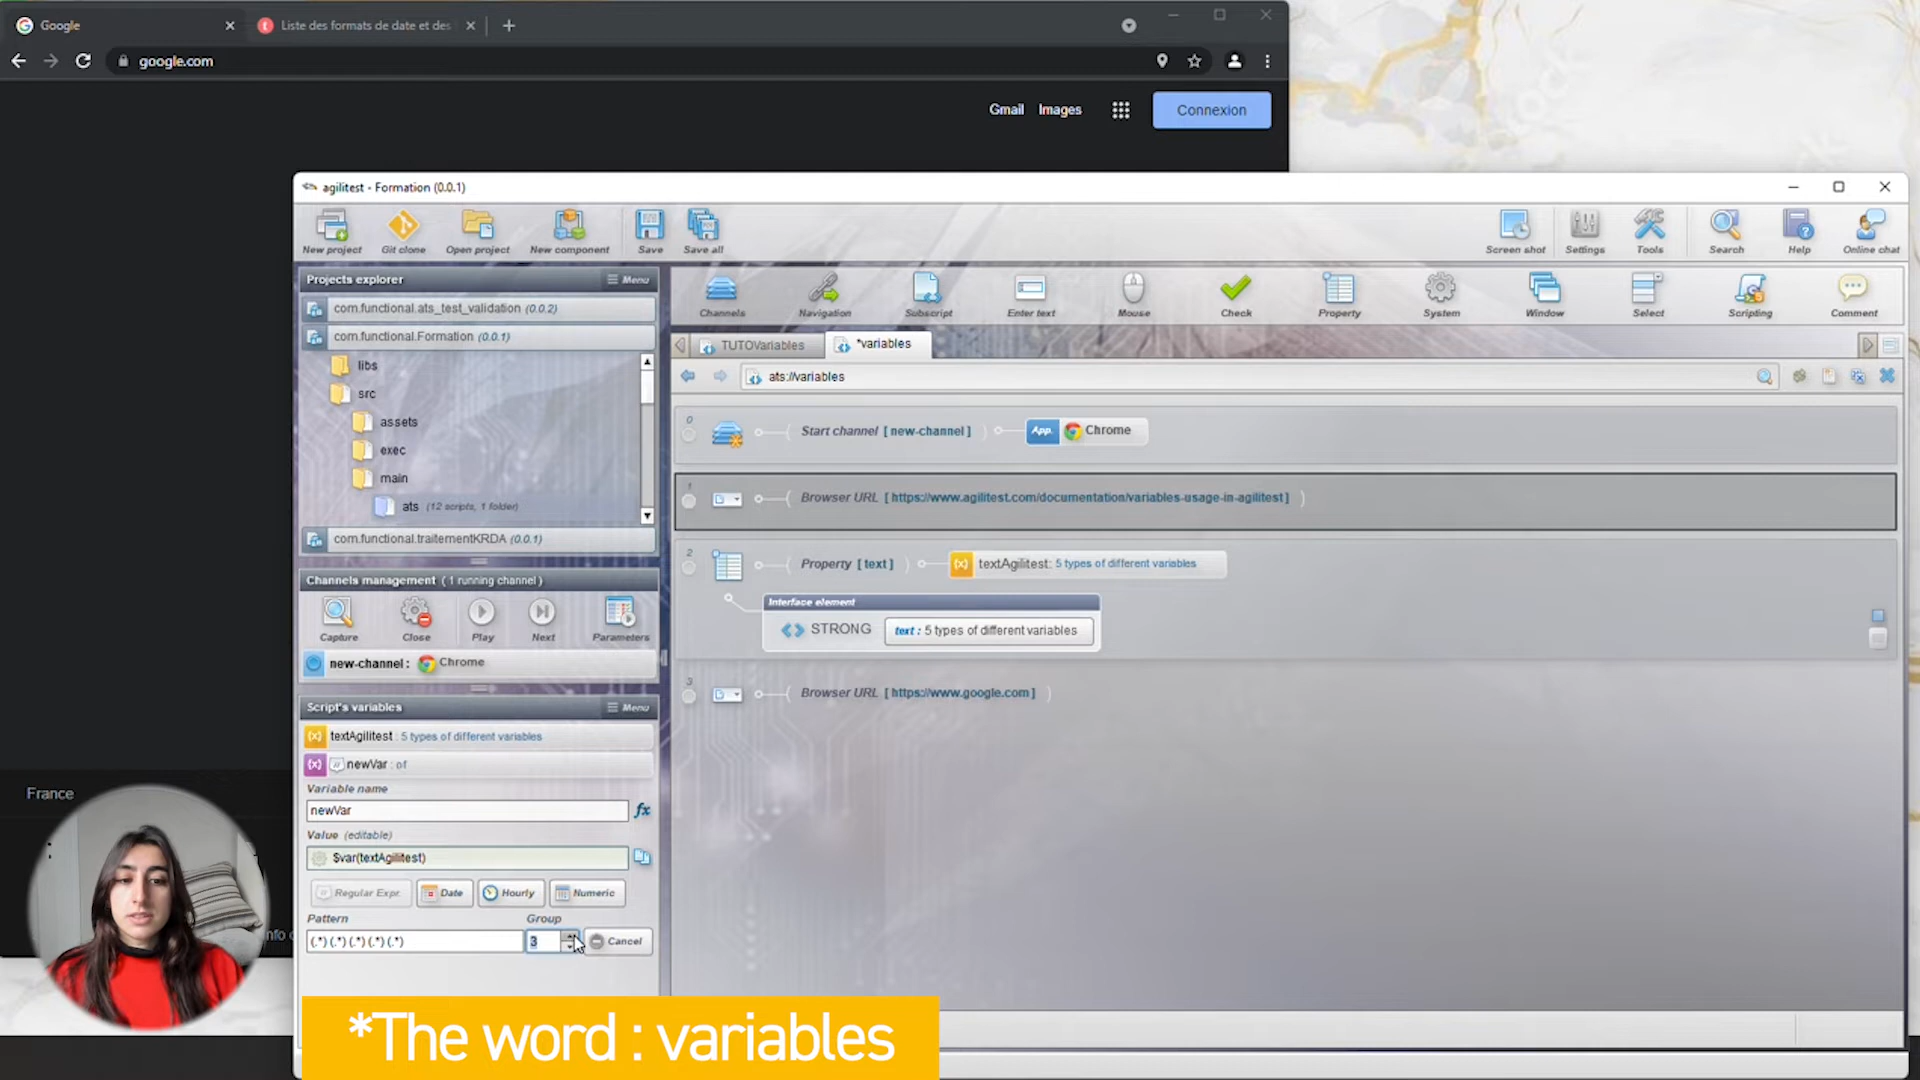 Google
Liste des formats de date et des
google.com
Gmail Images Connexion
agilitest - Formation (0.0.1)
New project Git clone Open project New component Save Save all Screen shot Settings Tools Search Help Online chat
Projects explorer Menu
com.functional.ats_test_validation (0.0.2)
com.functional.Formation (0.0.1)
libs
src
assets
exec
main
ats (12 scripts, 1 folder)
com.functional.traitementKRDA (0.0.1)
Channels Navigation Subscript Enter text Mouse Check Property System Window Select Scripting Comment
TUTOVariables *variables
ats://variables
0
Start channel [ new-channel ] App. Chrome
1
Browser URL [ https://www.agilitest.com/documentation/variables-usage-in-agilitest ]
2
Property [ text ] (x) textAgilitest: 5 types of different variables
Interface element
STRONG text : 5 types of different variables
3
Browser URL [ https://www.google.com ]
Channels management ( 1 running channel )
Capture Close Play Next Parameters
new-channel : Chrome
Script's variables Menu
(x) textAgilitest : 5 types of different variables
(x) newVar : of
Variable name
newVar fx
Value (editable)
$var(textAgilitest)
Regular Expr. Date Hourly Numeric
Pattern Group
(.*) (.*) (.*) (.*) (.*) 3 Cancel
France
*The word : variables